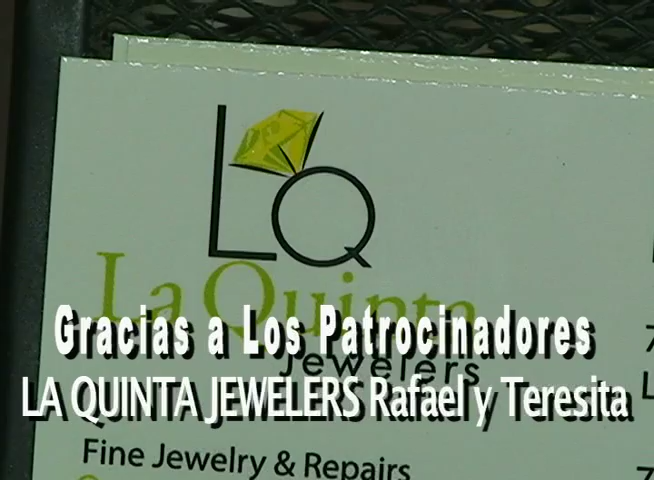 LQ
La Quinta
Gracias a Los Patrocinadores
Jewelers
LA QUINTA JEWELERS Rafael y Teresita
Fine Jewelry & Repairs